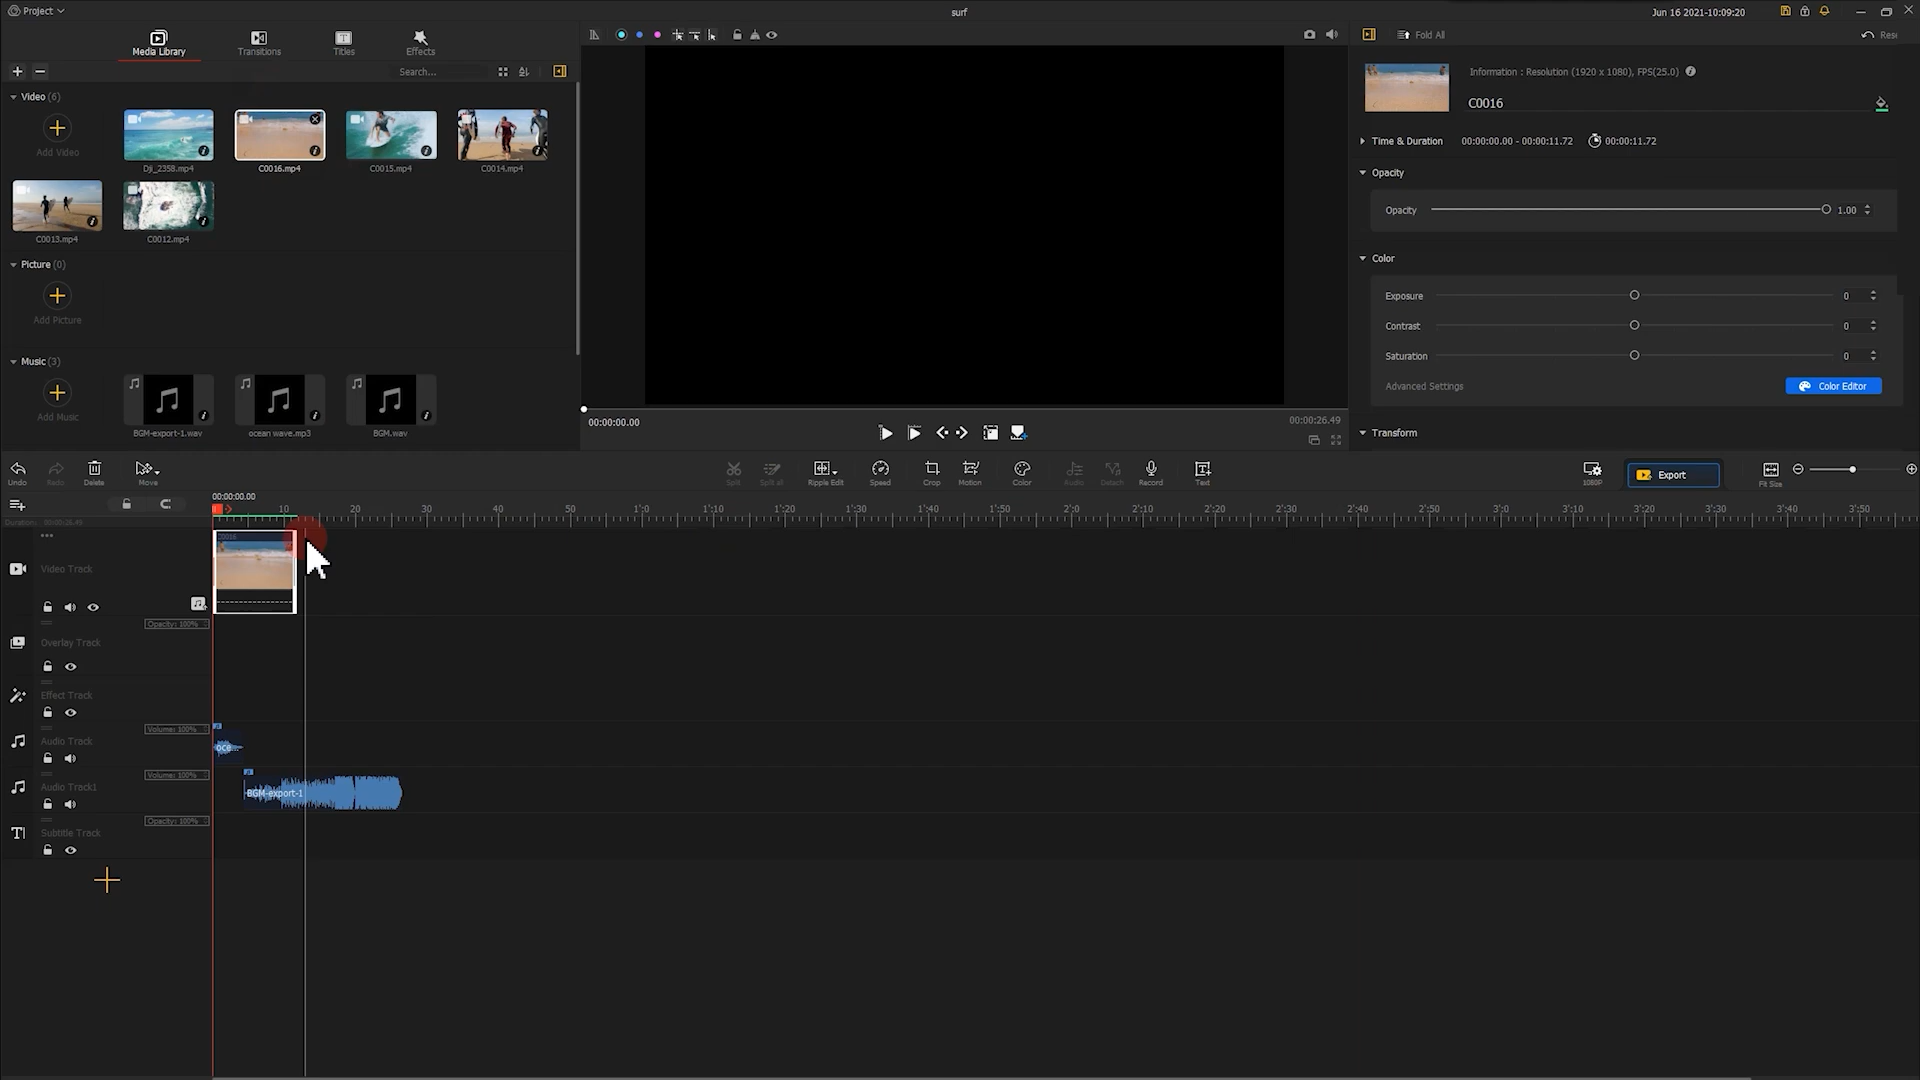 Project
surf
Jun 16 2021-10:09:20
Media Library
Transitions
Titles
Effects
Search...
Fold All
Rese
Information : Resolution (1920 x 1080), FPS(25.0)
C0016
Video (6)
Add Video
Dji_2358.mp4
C0016.mp4
C0015.mp4
C0014.mp4
C0013.mp4
C0012.mp4
Time & Duration 00:00:00.00 - 00:00:11.72 00:00:11.72
Opacity
Opacity 1.00
Color
Exposure 0
Contrast 0
Saturation 0
Advanced Settings
Color Editor
Transform
Picture (0)
Add Picture
Music (3)
Add Music
BGM-export-1.wav
ocean wave.mp3
BGM.wav
00:00:00.00
00:00:26.49
Undo
Redo
Delete
Move
Split
Split all
Ripple Edit
Speed
Crop
Motion
Color
Audio
Detach
Record
Text
1080P
Export
Fit Size
00:00:00.00
10 20 30 40 50 1:0 1:10 1:20 1:30 1:40 1:50 2:0 2:10 2:20 2:30 2:40 2:50 3:0 3:10 3:20 3:30 3:40 3:50
Duration: 00:00:26.49
C0016
Video Track
Opacity: 100%
Overlay Track
Effect Track
Volume: 100%
Audio Track
oce...
Volume: 100%
Audio Track1
BGM-export-1
Opacity: 100%
Subtitle Track